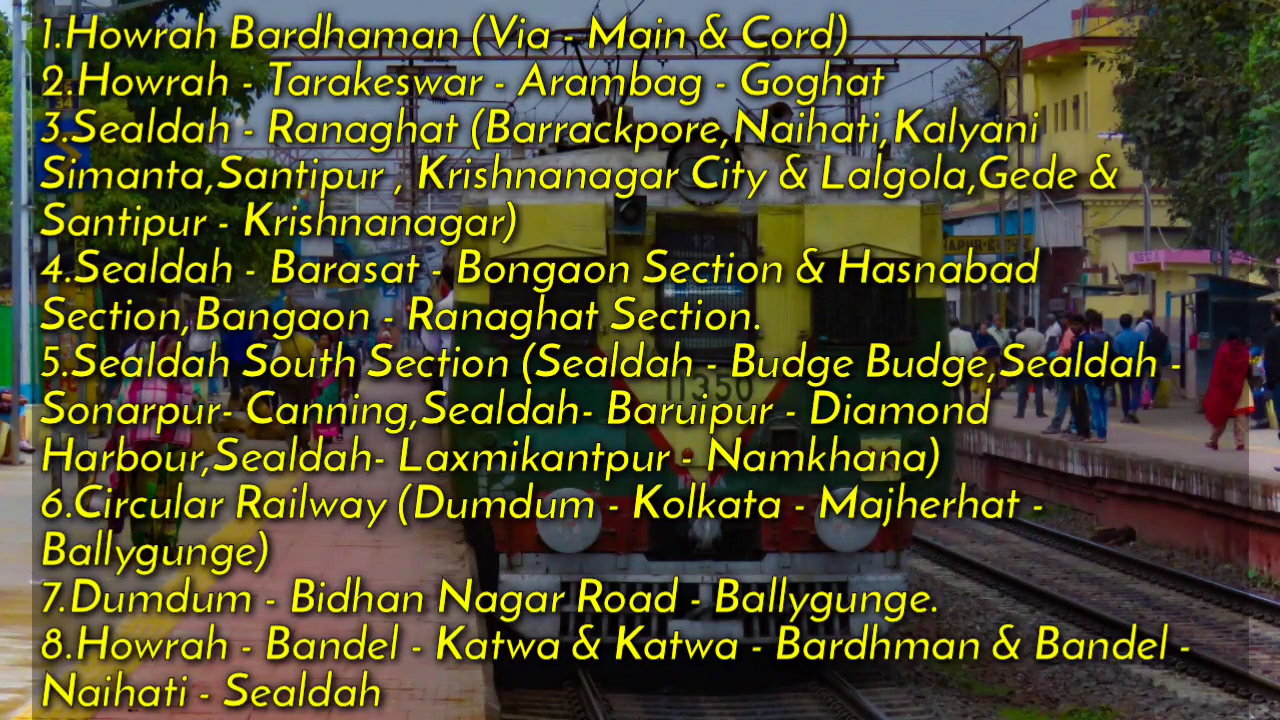 1.Howrah Bardhaman (Via - Main & Cord)
2.Howrah - Tarakeswar - Arambag - Goghat
3.Sealdah - Ranaghat (Barrackpore,Naihati,Kalyani
Simanta,Santipur , Krishnanagar City & Lalgola,Gede &
Santipur - Krishnanagar)
4.Sealdah - Barasat - Bongaon Section & Hasnabad
Section,Bangaon - Ranaghat Section.
5.Sealdah South Section (Sealdah - Budge Budge,Sealdah -
Sonarpur- Canning,Sealdah- Baruipur - Diamond
Harbour,Sealdah- Laxmikantpur - Namkhana)
6.Circular Railway (Dumdum - Kolkata - Majherhat -
Ballygunge)
7.Dumdum - Bidhan Nagar Road - Ballygunge.
8.Howrah - Bandel - Katwa & Katwa - Bardhman & Bandel -
Naihati - Sealdah
34
12
11350